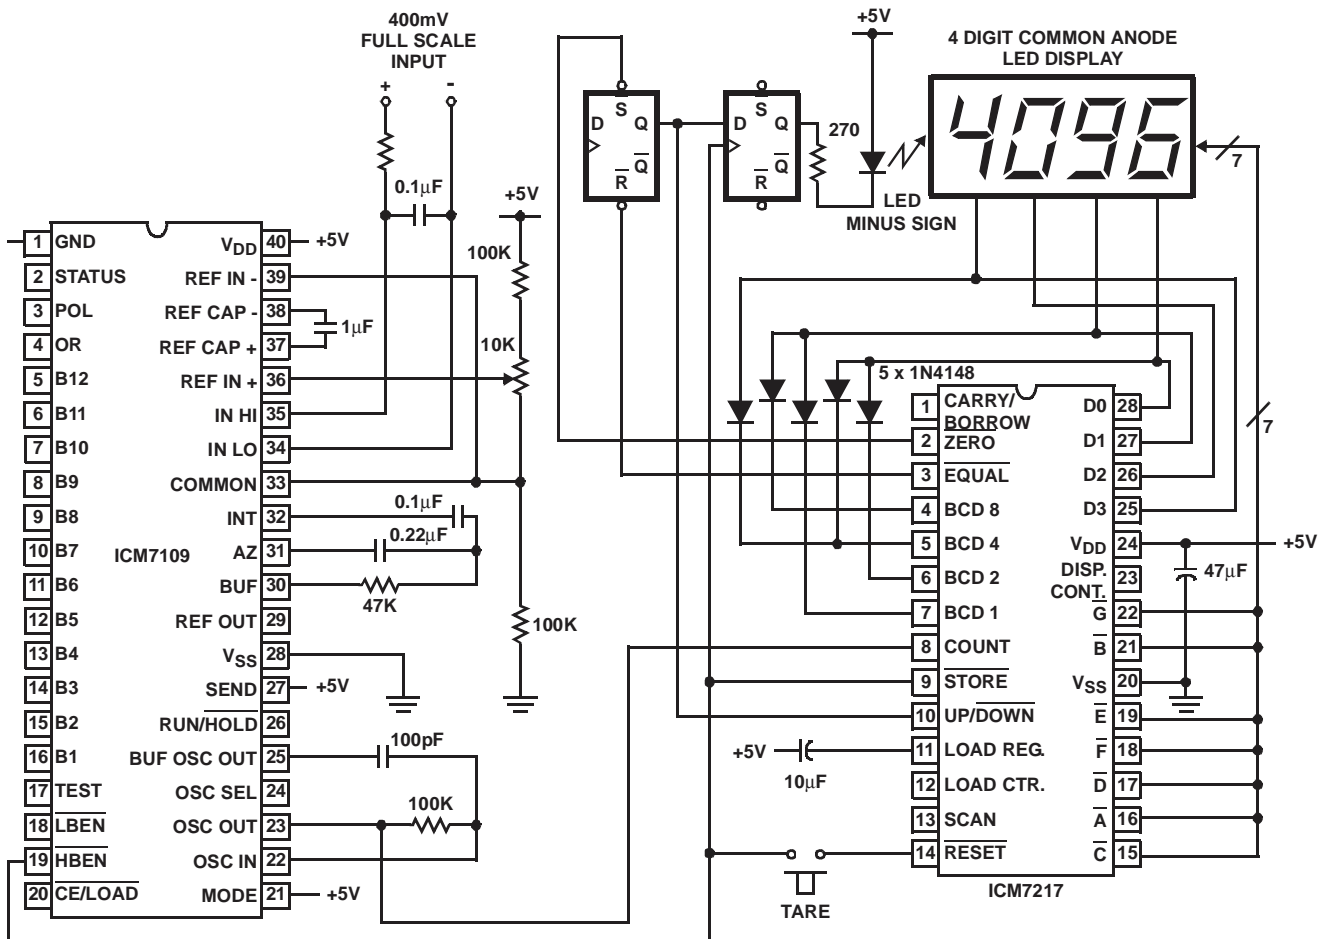 400mV
FULL SCALE
INPUT
+
-
+5V
4 DIGIT COMMON ANODE
LED DISPLAY
4096
7
D
S
Q
Q
R
D
S
Q
Q
R
270
LED
MINUS SIGN
0.1µF
+5V
100K
10K
1µF
0.1µF
0.22µF
47K
100K
1 GND
2 STATUS
3 POL
4 OR
5 B12
6 B11
7 B10
8 B9
9 B8
10 B7
11 B6
12 B5
13 B4
14 B3
15 B2
16 B1
17 TEST
18 LBEN
19 HBEN
20 CE/LOAD
ICM7109
VDD 40 +5V
REF IN - 39
REF CAP - 38
REF CAP + 37
REF IN + 36
IN HI 35
IN LO 34
COMMON 33
INT 32
AZ 31
BUF 30
REF OUT 29
VSS 28
SEND 27 +5V
RUN/HOLD 26
BUF OSC OUT 25
OSC SEL 24
OSC OUT 23
OSC IN 22
MODE 21 +5V
100pF
100K
5 x 1N4148
1 CARRY/
BORROW
2 ZERO
3 EQUAL
4 BCD 8
5 BCD 4
6 BCD 2
7 BCD 1
8 COUNT
9 STORE
10 UP/DOWN
11 LOAD REG.
12 LOAD CTR.
13 SCAN
14 RESET
D0 28
D1 27
D2 26
D3 25
VDD 24
DISP.
CONT. 23
G 22
B 21
VSS 20
E 19
F 18
D 17
A 16
C 15
7
+5V
47µF
+5V
10µF
TARE
ICM7217